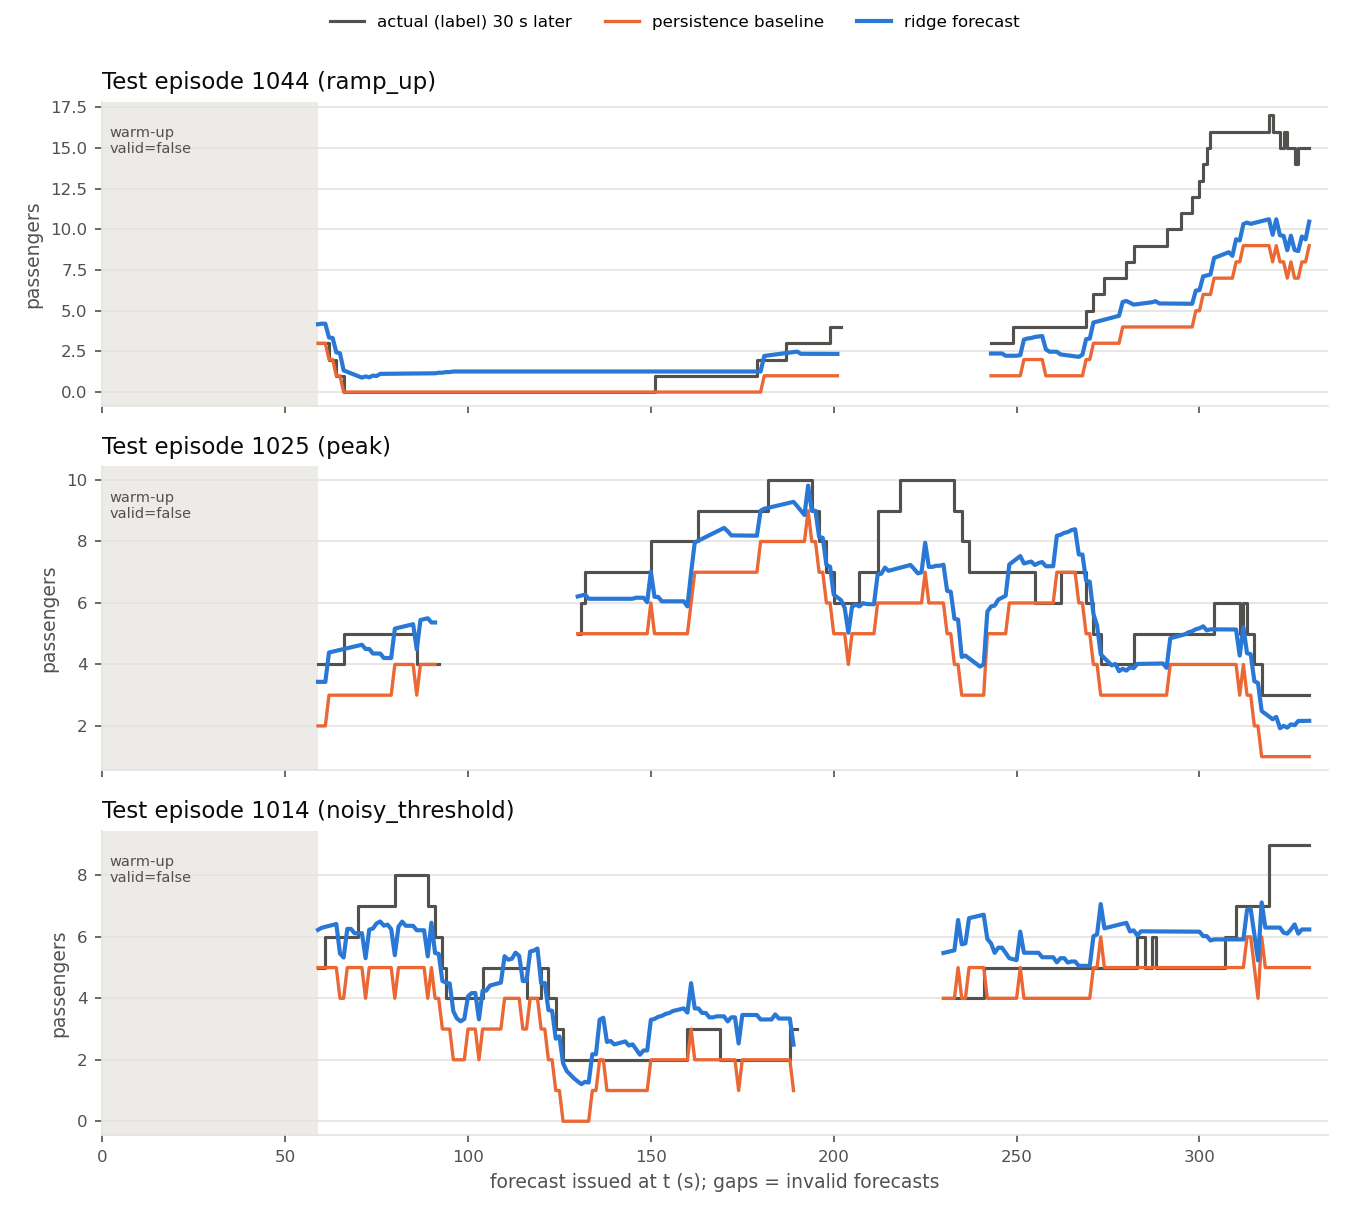 actual (label) 30 s later persistence baseline ridge forecast
Test episode 1044 (ramp_up)
17.5
15.0
12.5
10.0
7.5
5.0
2.5
0.0
passengers
warm-up
valid=false
Test episode 1025 (peak)
10
8
6
4
2
passengers
warm-up
valid=false
Test episode 1014 (noisy_threshold)
8
6
4
2
0
passengers
warm-up
valid=false
0 50 100 150 200 250 300
forecast issued at t (s); gaps = invalid forecasts